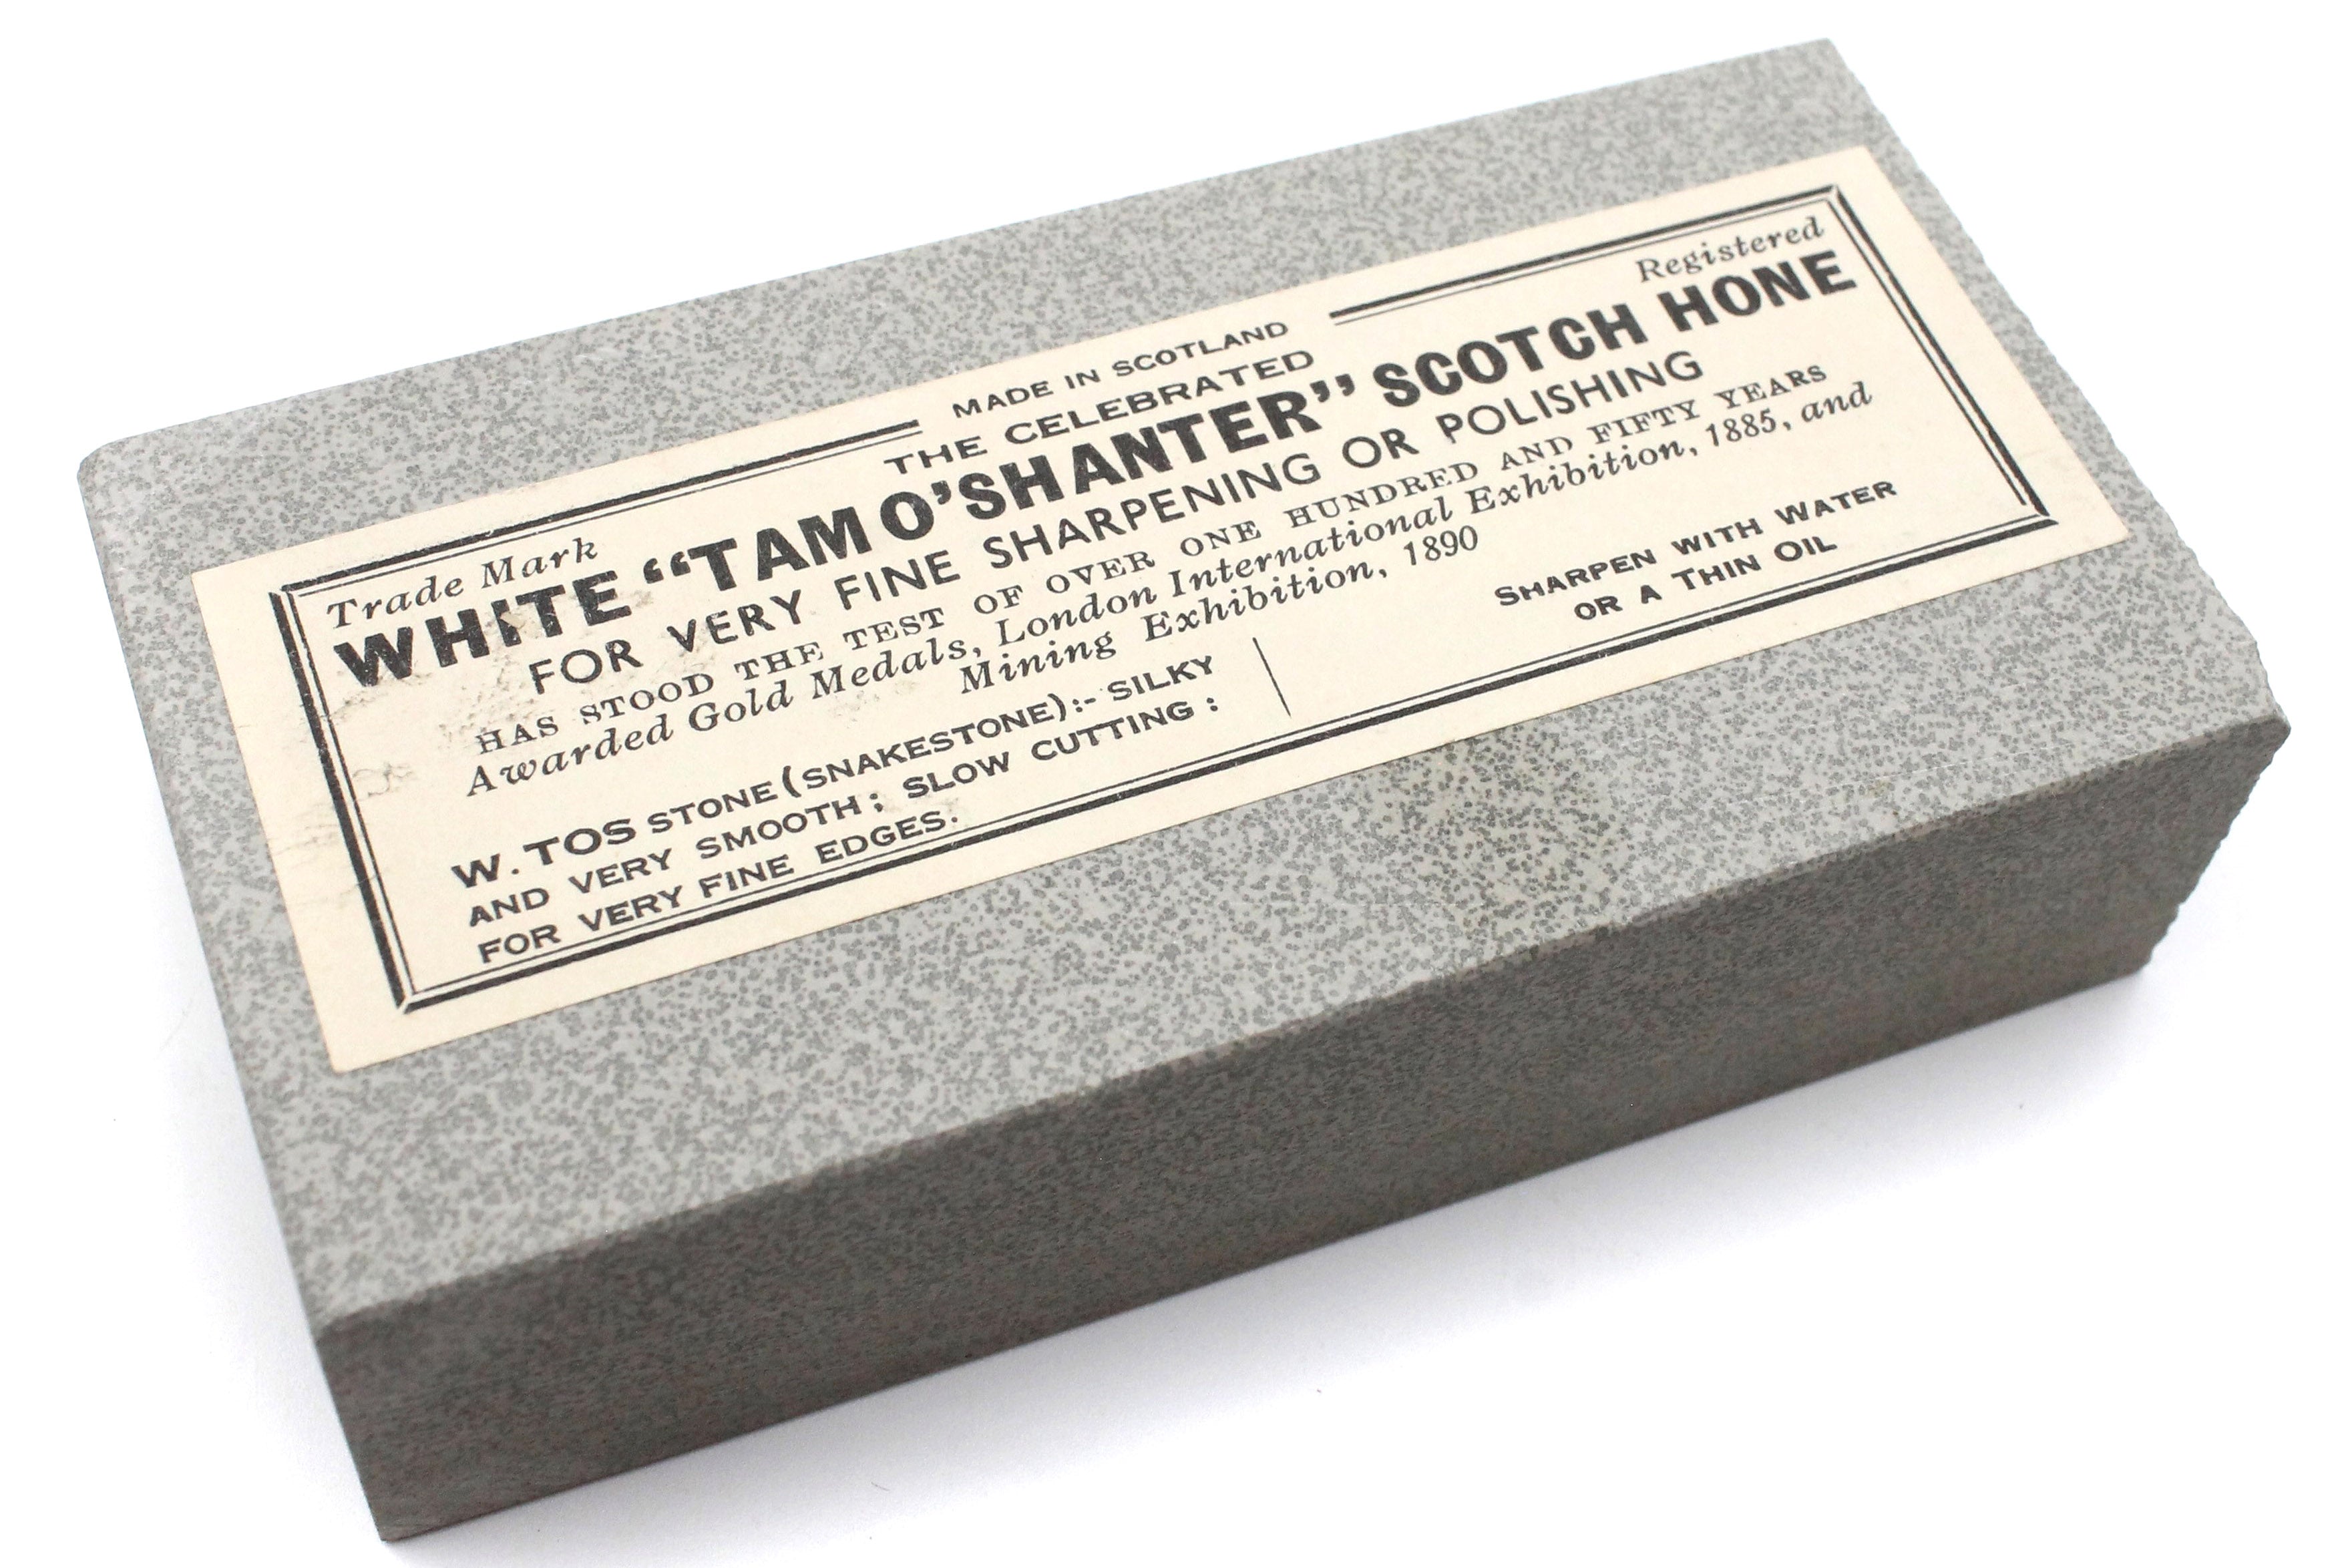 MADE IN SCOTLAND
Trade Mark THE CELEBRATED Registered
WHITE “TAM O’SHANTER” SCOTCH HONE
FOR VERY FINE SHARPENING OR POLISHING
HAS STOOD THE TEST OF OVER ONE HUNDRED AND FIFTY YEARS
Awarded Gold Medals, London International Exhibition, 1885, and
Mining Exhibition, 1890
W. TOS STONE (SNAKESTONE):- SILKY
AND VERY SMOOTH; SLOW CUTTING:
FOR VERY FINE EDGES.
SHARPEN WITH WATER
OR A THIN OIL